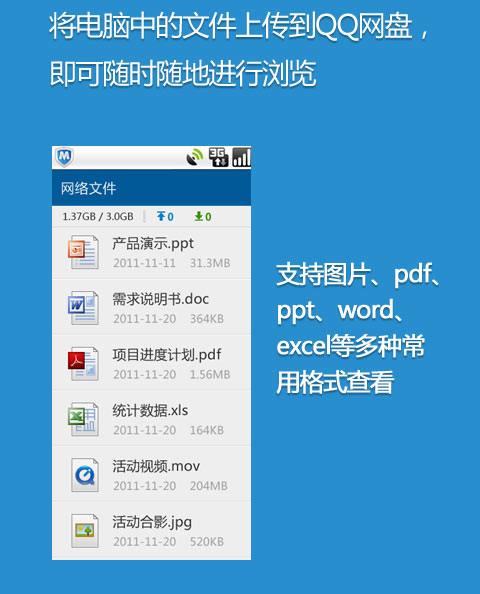 将电脑中的文件上传到QQ网盘，
即可随时随地进行浏览
3G
网络文件
1.37GB / 3.0GB 0 0
产品演示.ppt
2011-11-11 31.3MB
需求说明书.doc
2011-11-20 364KB
项目进度计划.pdf
2011-11-20 1.56MB
统计数据.xls
2011-11-20 164KB
活动视频.mov
2011-11-20 204MB
活动合影.jpg
2011-11-20 520KB
支持图片、pdf、
ppt、word、
excel等多种常
用格式查看